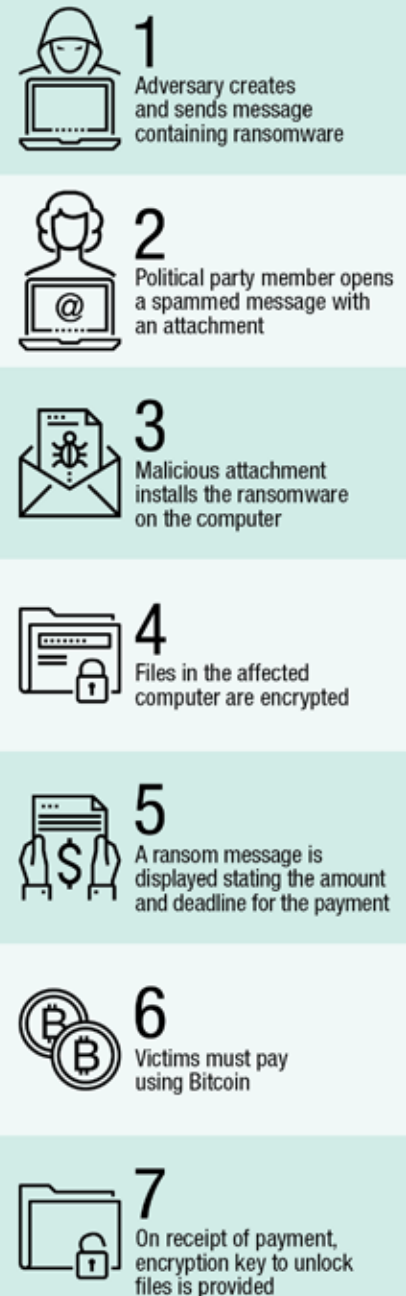 1
Adversary creates
and sends message
containing ransomware
2
@
Political party member opens
a spammed message with
an attachment
3
Malicious attachment
installs the ransomware
on the computer
4
Files in the affected
computer are encrypted
5
$
A ransom message is
displayed stating the amount
and deadline for the payment
6
Victims must pay
using Bitcoin
7
On receipt of payment,
encryption key to unlock
files is provided